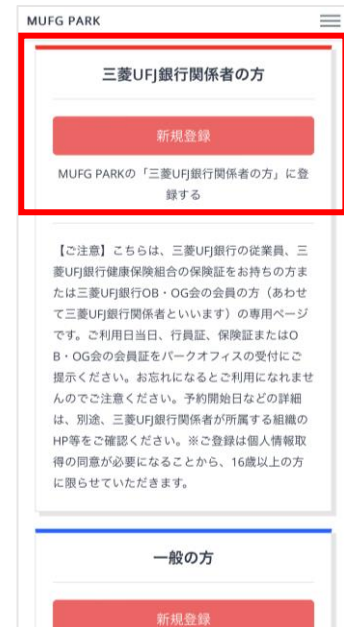 MUFG PARK
三菱UFJ銀行関係者の方
新規登録
MUFG PARKの「三菱UFJ銀行関係者の方」に登
録する
【ご注意】こちらは、三菱UFJ銀行の従業員、三
菱UFJ銀行健康保険組合の保険証をお持ちの方ま
たは三菱UFJ銀行OB・OG会の会員の方（あわせ
て三菱UFJ銀行関係者といいます）の専用ページ
です。ご利用日当日、行員証、保険証またはO
B・OG会の会員証をパークオフィスの受付にご
提示ください。お忘れになるとご利用になれませ
んのでご注意ください。予約開始日などの詳細
は、別途、三菱UFJ銀行関係者が所属する組織の
HP等をご確認ください。※ご登録は個人情報取
得の同意が必要になることから、16歳以上の方
に限らせていただきます。
一般の方
新規登録